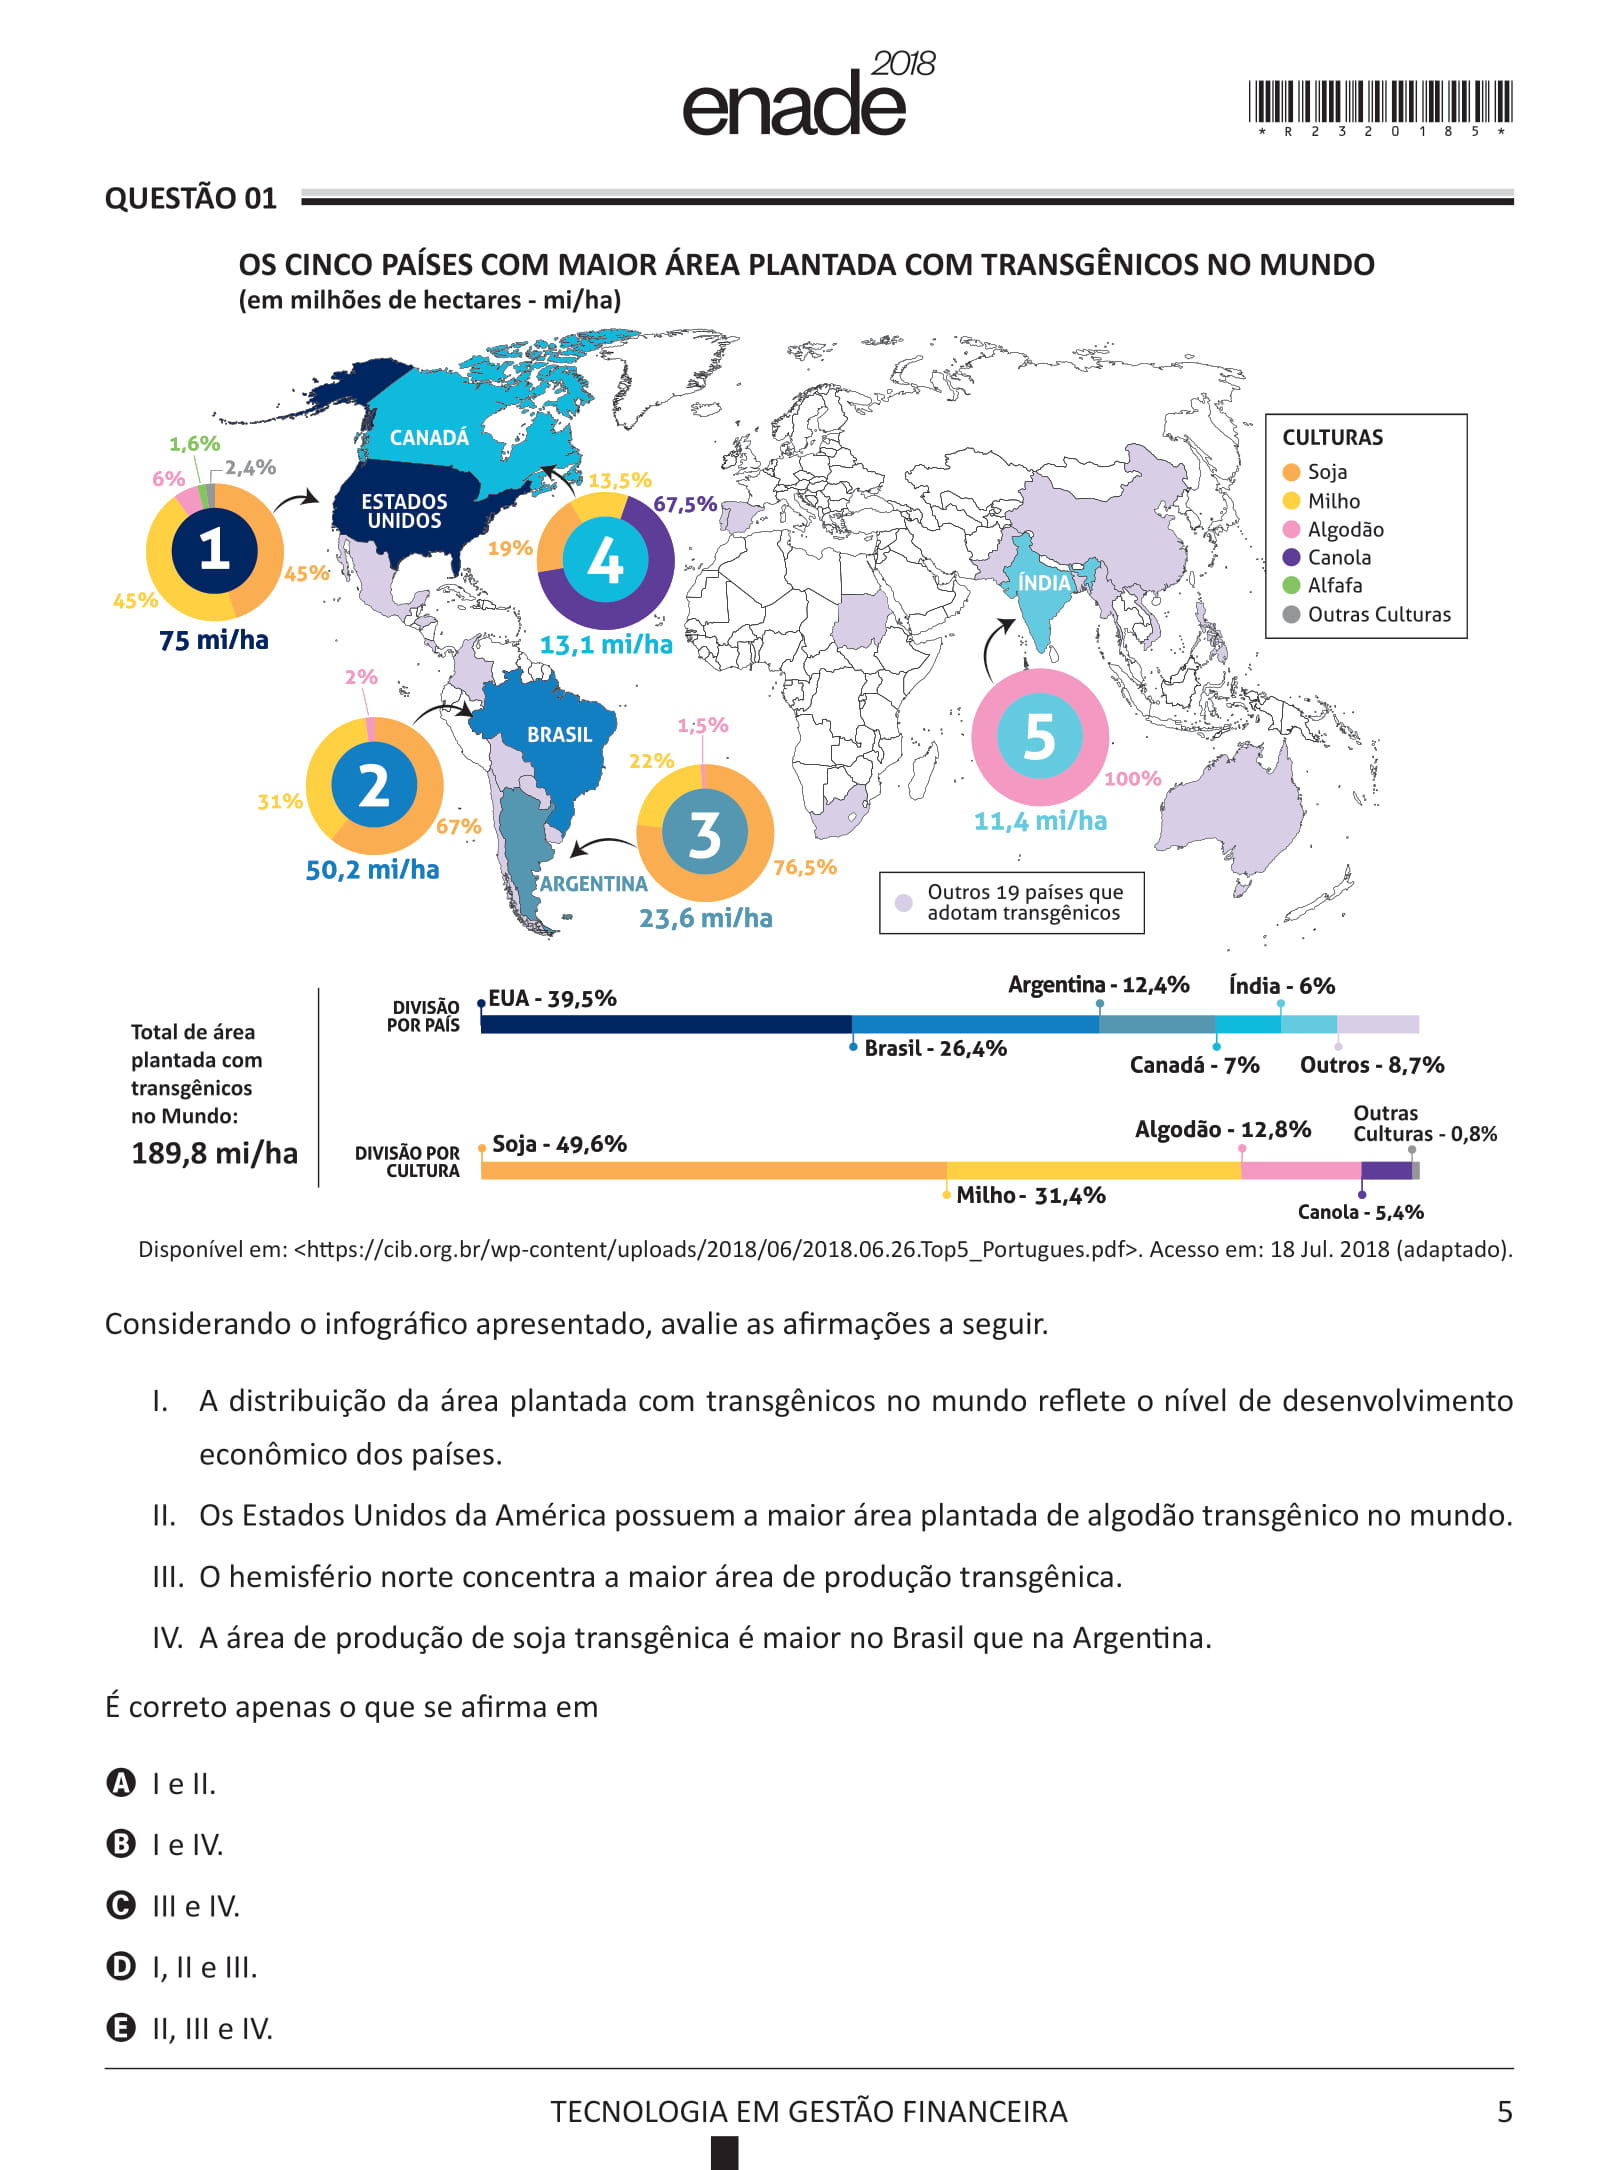 enade 2018
* R 2 3 2 0 1 8 5 *
QUESTÃO 01
OS CINCO PAÍSES COM MAIOR ÁREA PLANTADA COM TRANSGÊNICOS NO MUNDO
(em milhões de hectares - mi/ha)
CANADÁ
ESTADOS
UNIDOS
1,6%
2,4%
6%
1
45%
45%
75 mi/ha
13,5%
67,5%
19%
4
13,1 mi/ha
ÍNDIA
CULTURAS
Soja
Milho
Algodão
Canola
Alfafa
Outras Culturas
2%
31%
2
67%
50,2 mi/ha
BRASIL
1,5%
22%
3
76,5%
ARGENTINA
23,6 mi/ha
5
100%
11,4 mi/ha
Outros 19 países que
adotam transgênicos
Total de área
plantada com
transgênicos
no Mundo:
189,8 mi/ha
DIVISÃO
POR PAÍS
EUA - 39,5%
Brasil - 26,4%
Argentina - 12,4%
Canadá - 7%
Índia - 6%
Outros - 8,7%
DIVISÃO POR
CULTURA
Soja - 49,6%
Milho - 31,4%
Algodão - 12,8%
Canola - 5,4%
Outras
Culturas - 0,8%
Disponível em: <https://cib.org.br/wp-content/uploads/2018/06/2018.06.26.Top5_Portugues.pdf>. Acesso em: 18 Jul. 2018 (adaptado).
Considerando o infográfico apresentado, avalie as afirmações a seguir.
I. A distribuição da área plantada com transgênicos no mundo reflete o nível de desenvolvimento
econômico dos países.
II. Os Estados Unidos da América possuem a maior área plantada de algodão transgênico no mundo.
III. O hemisfério norte concentra a maior área de produção transgênica.
IV. A área de produção de soja transgênica é maior no Brasil que na Argentina.
É correto apenas o que se afirma em
A I e II.
B I e IV.
C III e IV.
D I, II e III.
E II, III e IV.
TECNOLOGIA EM GESTÃO FINANCEIRA
5